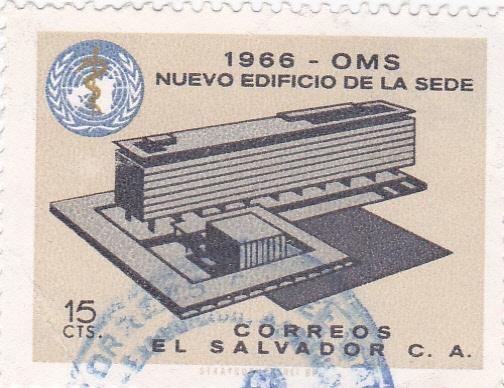 1966 - OMS
NUEVO EDIFICIO DE LA SEDE
15
CTS.
CORREOS
EL SALVADOR C. A.